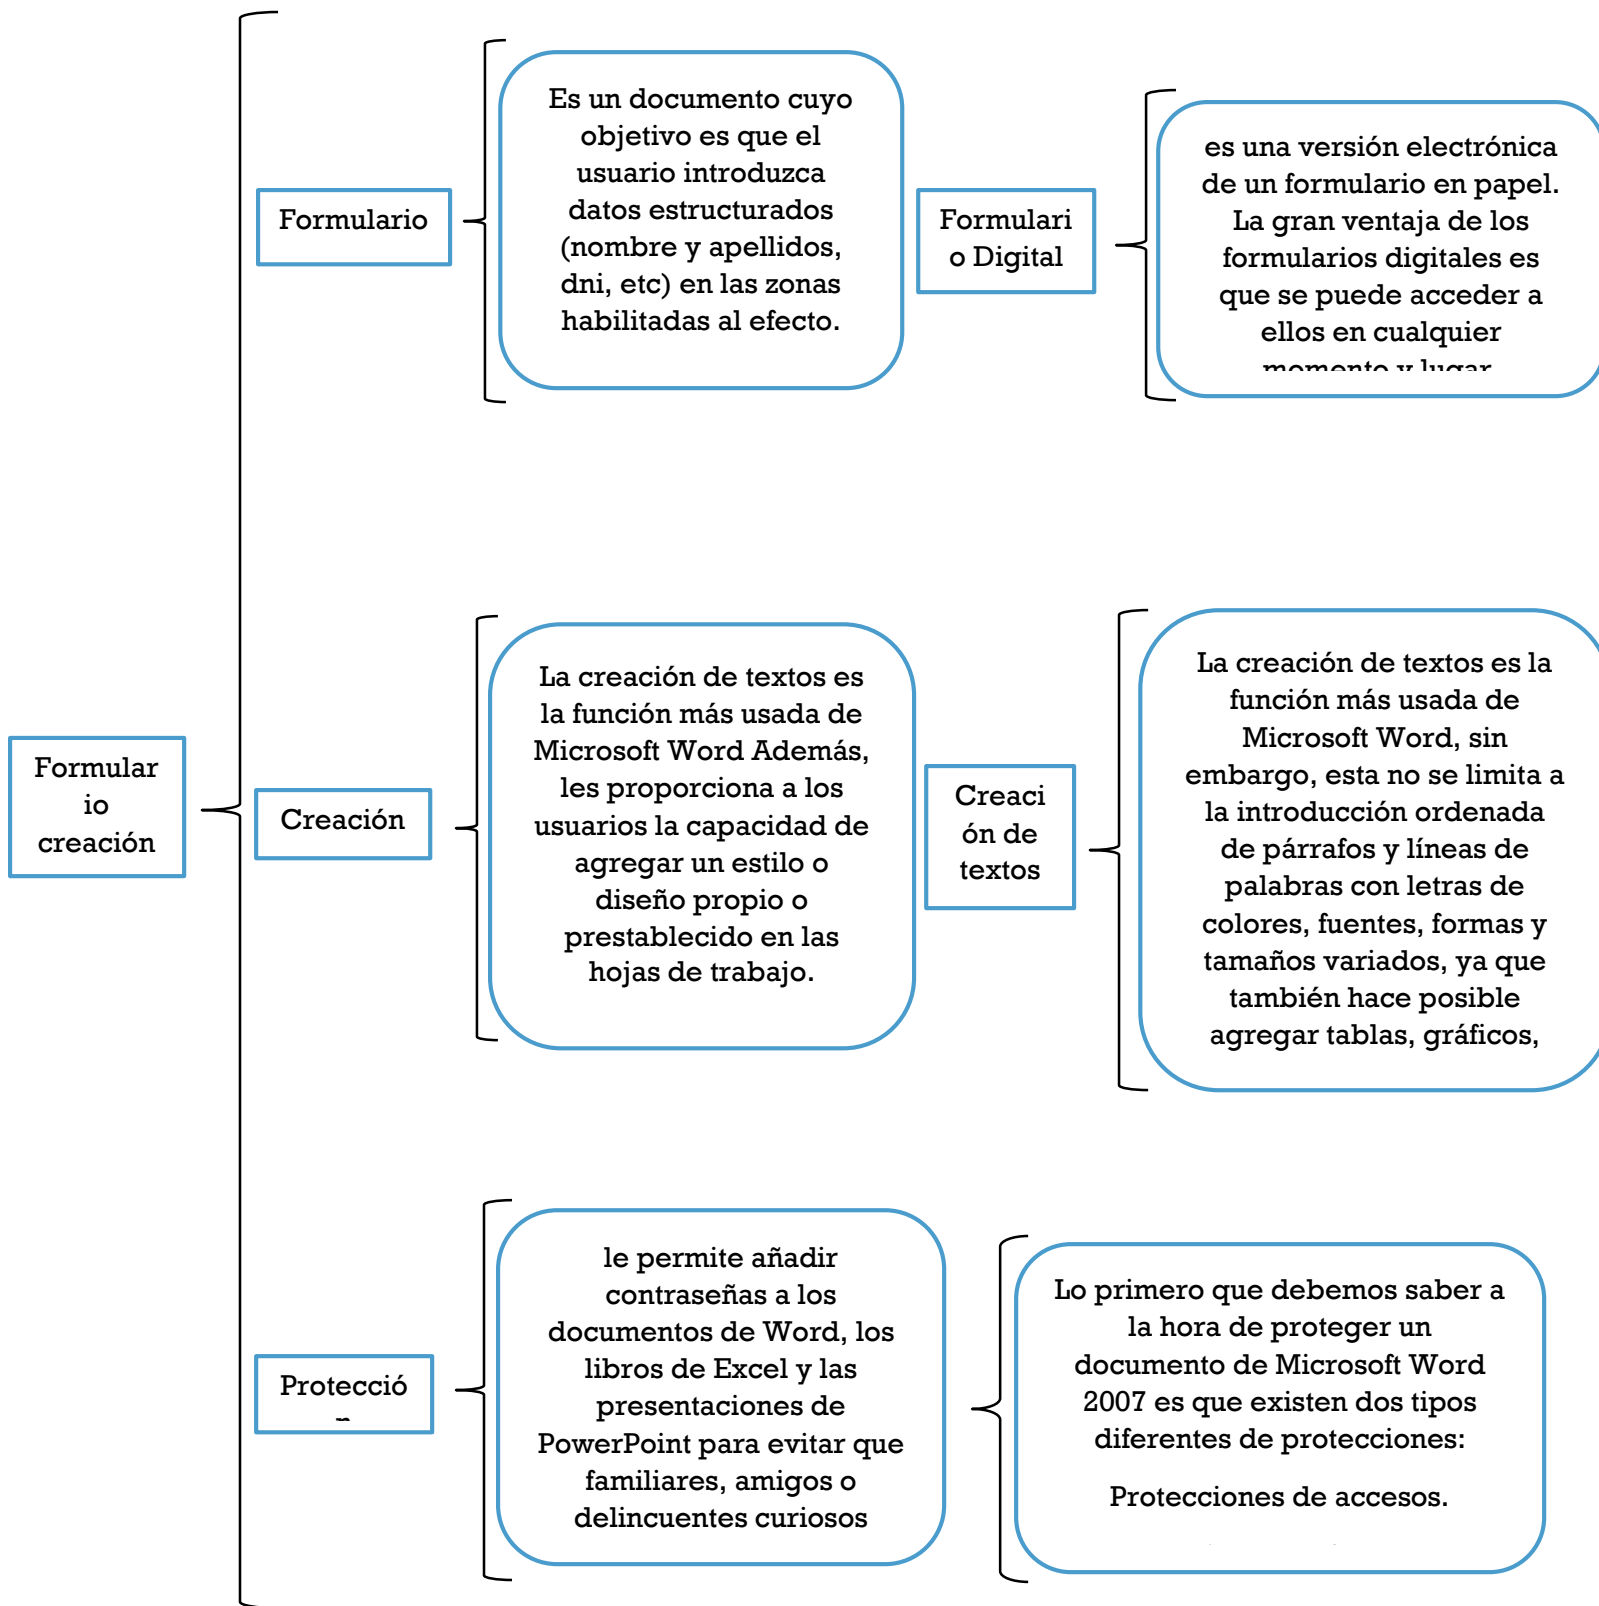 Formular
io
creación
Formulario
Es un documento cuyo
objetivo es que el
usuario introduzca
datos estructurados
(nombre y apellidos,
dni, etc) en las zonas
habilitadas al efecto.
Formulari
o Digital
es una versión electrónica
de un formulario en papel.
La gran ventaja de los
formularios digitales es
que se puede acceder a
ellos en cualquier
momento y lugar
Creación
La creación de textos es
la función más usada de
Microsoft Word Además,
les proporciona a los
usuarios la capacidad de
agregar un estilo o
diseño propio o
prestablecido en las
hojas de trabajo.
Creaci
ón de
textos
La creación de textos es la
función más usada de
Microsoft Word, sin
embargo, esta no se limita a
la introducción ordenada
de párrafos y líneas de
palabras con letras de
colores, fuentes, formas y
tamaños variados, ya que
también hace posible
agregar tablas, gráficos,
Protecció
n
le permite añadir
contraseñas a los
documentos de Word, los
libros de Excel y las
presentaciones de
PowerPoint para evitar que
familiares, amigos o
delincuentes curiosos
Lo primero que debemos saber a
la hora de proteger un
documento de Microsoft Word
2007 es que existen dos tipos
diferentes de protecciones:
Protecciones de accesos.